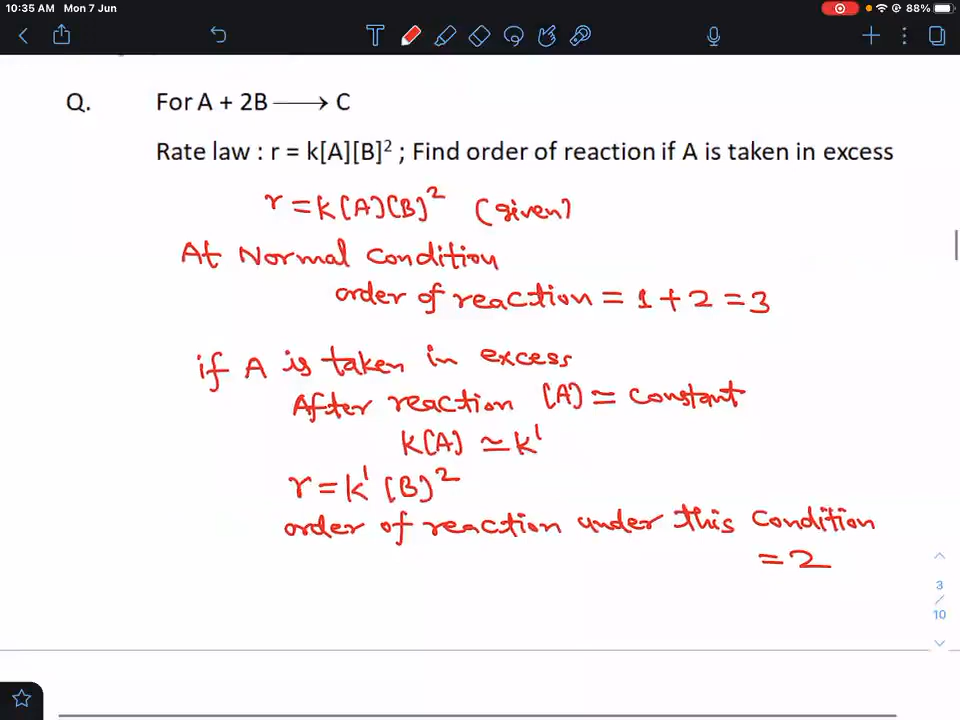 10:35 AM Mon 7 Jun 88%
Q. For A + 2B ⟶ C
Rate law : r = k[A][B]² ; Find order of reaction if A is taken in excess
r = k[A][B]² (given)
At Normal Condition
order of reaction = 1 + 2 = 3
if A is taken in excess
After reaction [A] ≃ constant
k[A] ≃ k'
r = k' [B]²
order of reaction under this condition
= 2
3
/
10